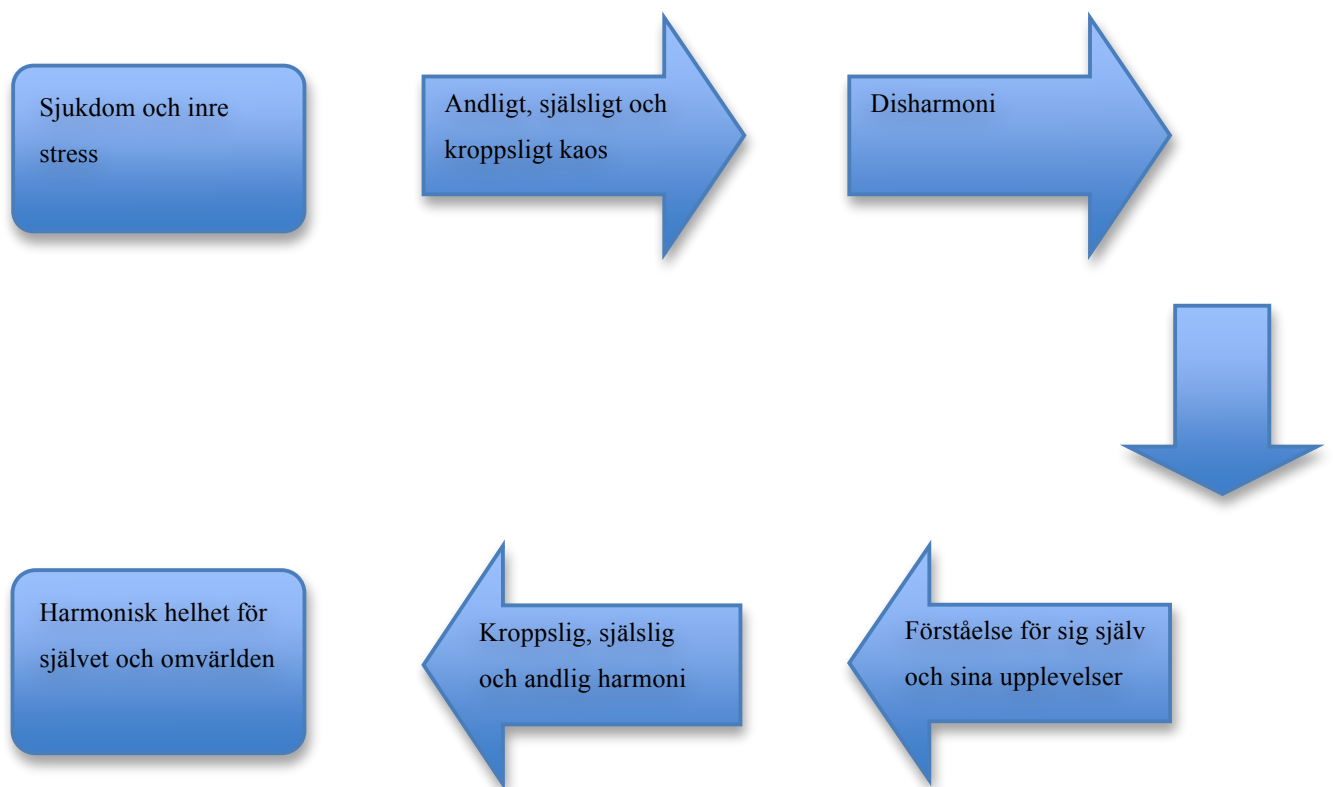 Sjukdom och inre
stress
Andligt, själsligt och
kroppsligt kaos
Disharmoni
Förståelse för sig själv
och sina upplevelser
Kroppslig, själslig
och andlig harmoni
Harmonisk helhet för
självet och omvärlden